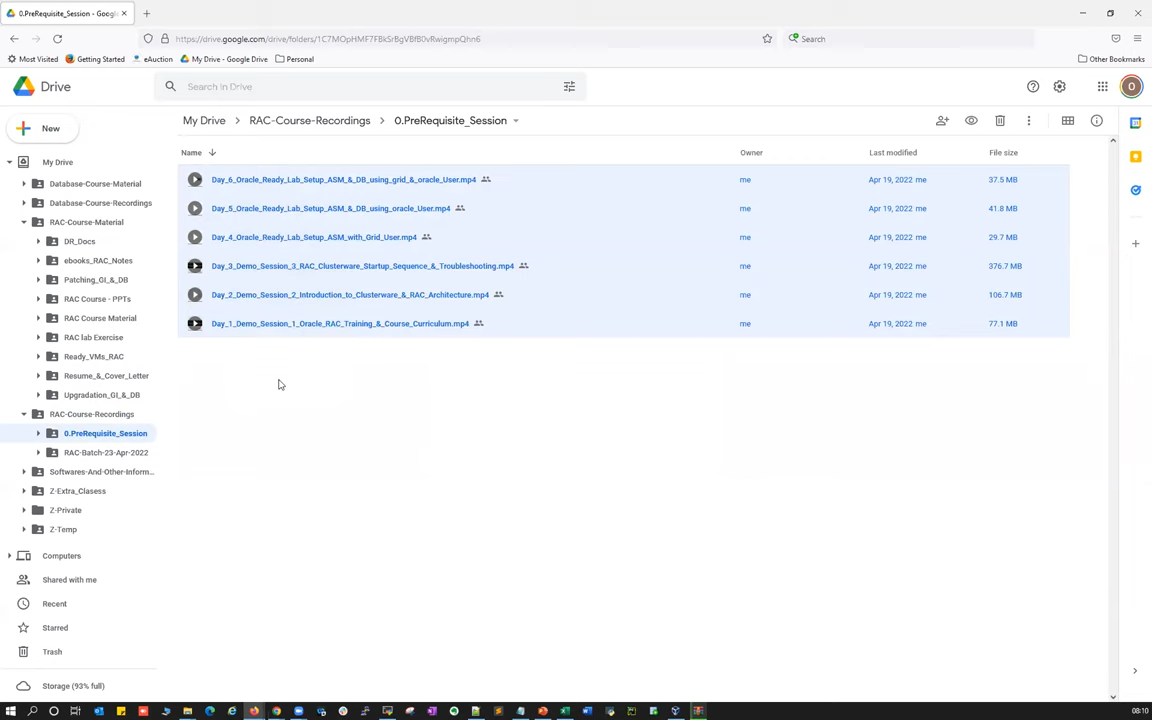 0.PreRequisite_Session - Googl
https://drive.google.com/drive/folders/1C7MOpHMF7FBkSrBgVBfB0vRwigmpQhn6
Search
Most Visited
Getting Started
eAuction
My Drive - Google Drive
Personal
Other Bookmarks
Drive
Search in Drive
O
New
My Drive
RAC-Course-Recordings
0.PreRequisite_Session
Name
Owner
Last modified
File size
Day_6_Oracle_Ready_Lab_Setup_ASM_&_DB_using_grid_&_oracle_User.mp4 me Apr 19, 2022 me 37.5 MB
Day_5_Oracle_Ready_Lab_Setup_ASM_&_DB_using_oracle_User.mp4 me Apr 19, 2022 me 41.8 MB
Day_4_Oracle_Ready_Lab_Setup_ASM_with_Grid_User.mp4 me Apr 19, 2022 me 29.7 MB
Day_3_Demo_Session_3_RAC_Clusterware_Startup_Sequence_&_Troubleshooting.mp4 me Apr 19, 2022 me 376.7 MB
Day_2_Demo_Session_2_Introduction_to_Clusterware_&_RAC_Architecture.mp4 me Apr 19, 2022 me 106.7 MB
Day_1_Demo_Session_1_Oracle_RAC_Training_&_Course_Curriculum.mp4 me Apr 19, 2022 me 77.1 MB
My Drive
Database-Course-Material
Database-Course-Recordings
RAC-Course-Material
DR_Docs
ebooks_RAC_Notes
Patching_GI_&_DB
RAC Course - PPTs
RAC Course Material
RAC lab Exercise
Ready_VMs_RAC
Resume_&_Cover_Letter
Upgradation_GI_&_DB
RAC-Course-Recordings
0.PreRequisite_Session
RAC-Batch-23-Apr-2022
Softwares-And-Other-Inform...
Z-Extra_Clasess
Z-Private
Z-Temp
Computers
Shared with me
Recent
Starred
Trash
Storage (93% full)
08:10